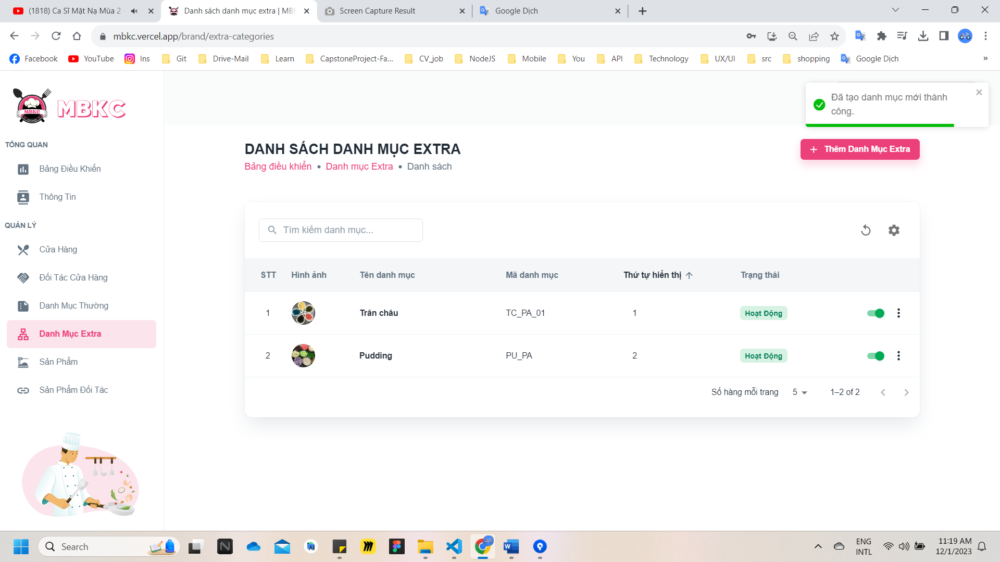 (1818) Ca Sĩ Mặt Nạ Mùa 2 -
Danh sách danh mục extra | MBK
Screen Capture Result
Google Dịch
mbkc.vercel.app/brand/extra-categories
Facebook
YouTube
Ins
Git
Drive-Mail
Learn
CapstoneProject-Fa...
CV_job
NodeJS
Mobile
You
API
Technology
UX/UI
src
shopping
Google Dịch
»
MBKC
MBKC
Đã tạo danh mục mới thành
công.
TỔNG QUAN
Bảng Điều Khiển
Thông Tin
QUẢN LÝ
Cửa Hàng
Đối Tác Cửa Hàng
Danh Mục Thường
Danh Mục Extra
Sản Phẩm
Sản Phẩm Đối Tác
DANH SÁCH DANH MỤC EXTRA
Bảng điều khiển • Danh mục Extra • Danh sách
Thêm Danh Mục Extra
Tìm kiếm danh mục...
STT Hình ảnh Tên danh mục Mã danh mục Thứ tự hiển thị Trạng thái
1 Trân châu TC_PA_01 1 Hoạt Động
2 Pudding PU_PA 2 Hoạt Động
Số hàng mỗi trang 5 1–2 of 2
Search
ENG
INTL
11:19 AM
12/1/2023